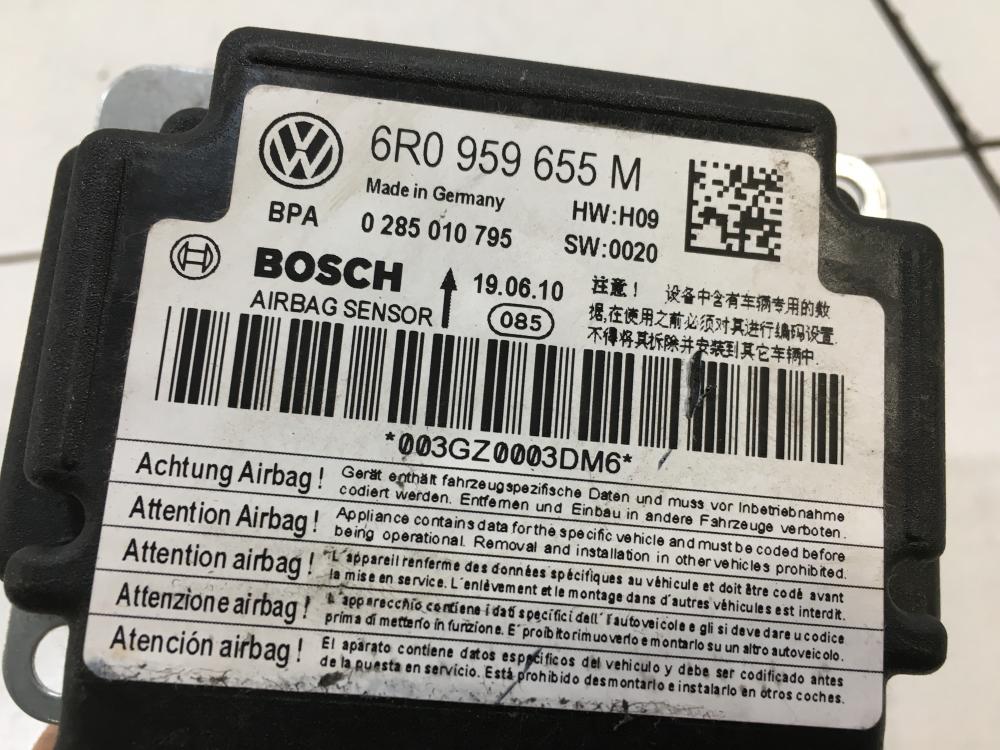 6R0 959 655 M
Made in Germany
HW:H09
BPA 0 285 010 795 SW:0020
BOSCH 19.06.10
AIRBAG SENSOR 085
注意! 设备中含有车辆专用的数
据,在使用之前必须对其进行编码设置.
不得将其拆除并安装到其它车辆中.
*003GZ0003DM6*
Achtung Airbag! Gerät enthält fahrzeugspezifische Daten und muss vor Inbetriebnahme
codiert werden. Entfernen und Einbau in andere Fahrzeuge verboten.
Attention Airbag! Appliance contains data for the specific vehicle and must be coded before
being operational. Removal and installation in other vehicles prohibited.
Attention airbag! L´appareil renferme des données spécifiques au véhicule et doit être codé avant
la mise en service. L´enlèvement et le montage dans d´autres véhicules est interdit.
Attenzione airbag! L´apparecchio contiene i dati specifici dell´l´autoveicolo e gli si deve dare u codice
prima di metterlo in funzione. E´ proibito rimuoverlo e montarlo su un altro autoveicolo.
Atención airbag! El aparato contiene datos específicos del vehículo y debe ser codificado antes
de la puesta en servicio. Está prohibido desmontarlo e instalarlo en otros coches.